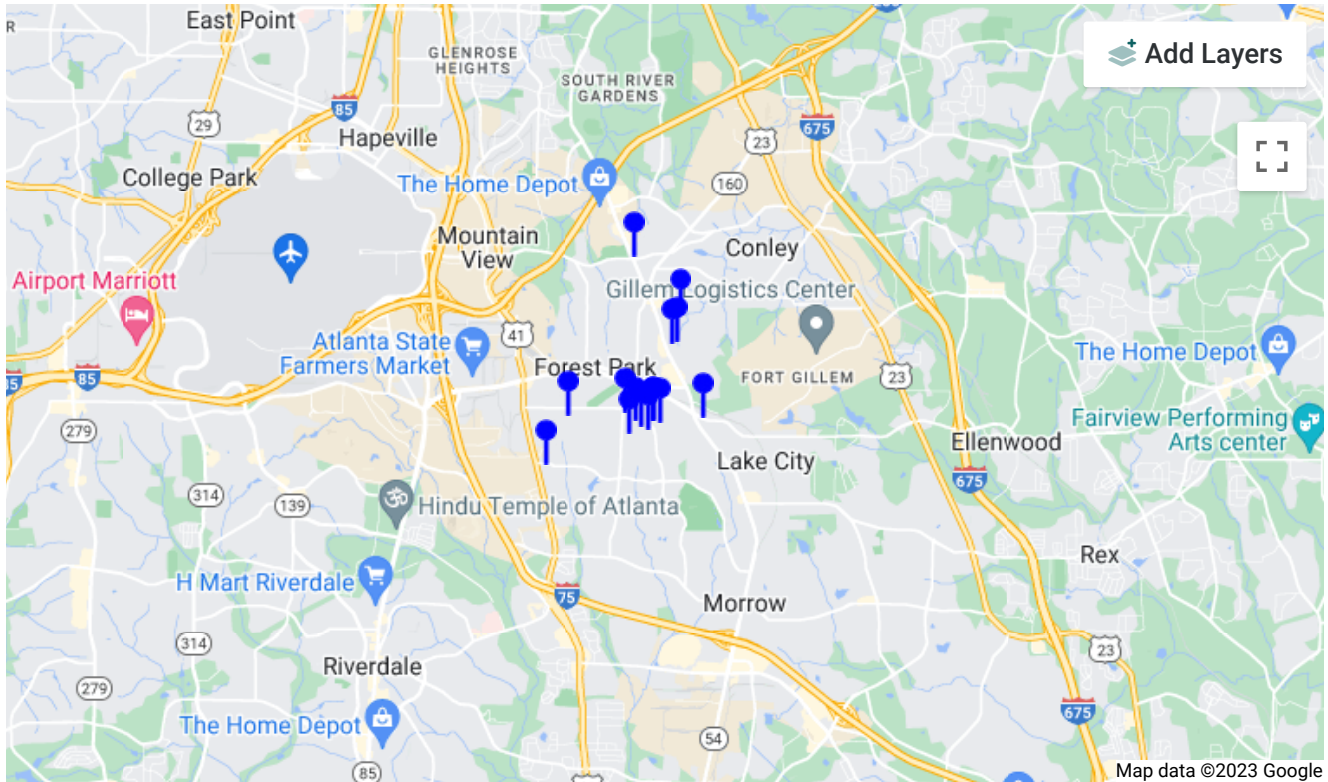 East Point
GLENROSE
HEIGHTS
SOUTH RIVER
GARDENS
Add Layers
R
85
29
Hapeville
675
23
College Park
The Home Depot
160
Mountain
View
Conley
Airport Marriott
Gillem Logistics Center
Atlanta State
Farmers Market
41
Forest Park
FORT GILLEM
23
The Home Depot
85
85
279
Fairview Performing
Arts center
Ellenwood
Lake City
675
314
139
Hindu Temple of Atlanta
Rex
H Mart Riverdale
75
Morrow
314
23
Riverdale
279
675
The Home Depot
54
85
Map data ©2023 Google